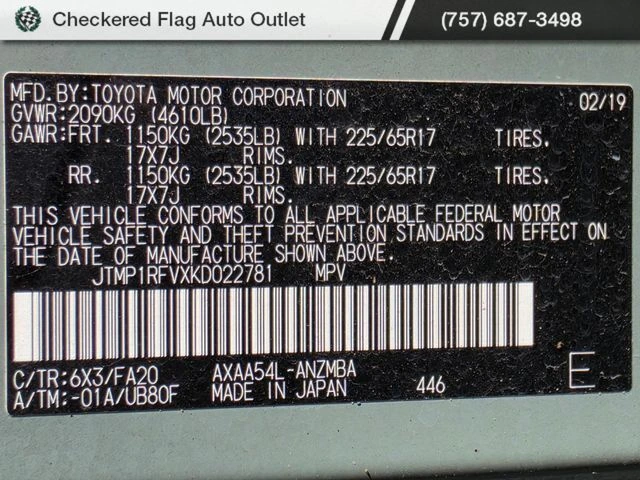 Checkered Flag Auto Outlet (757) 687-3498
MFD.BY:TOYOTA MOTOR CORPORATION 02/19
GVWR:2090KG (4610LB)
GAWR:FRT. 1150KG (2535LB) WITH 225/65R17 TIRES.
17X7J RIMS.
RR. 1150KG (2535LB) WITH 225/65R17 TIRES.
17X7J RIMS.
THIS VEHICLE CONFORMS TO ALL APPLICABLE FEDERAL MOTOR
VEHICLE SAFETY AND THEFT PREVENTION STANDARDS IN EFFECT ON
THE DATE OF MANUFACTURE SHOWN ABOVE.
JTMP1RFVXKD022781 MPV
C/TR:6X3/FA20 AXAA54L-ANZMBA E
A/TM:-01A/UB80F MADE IN JAPAN 446